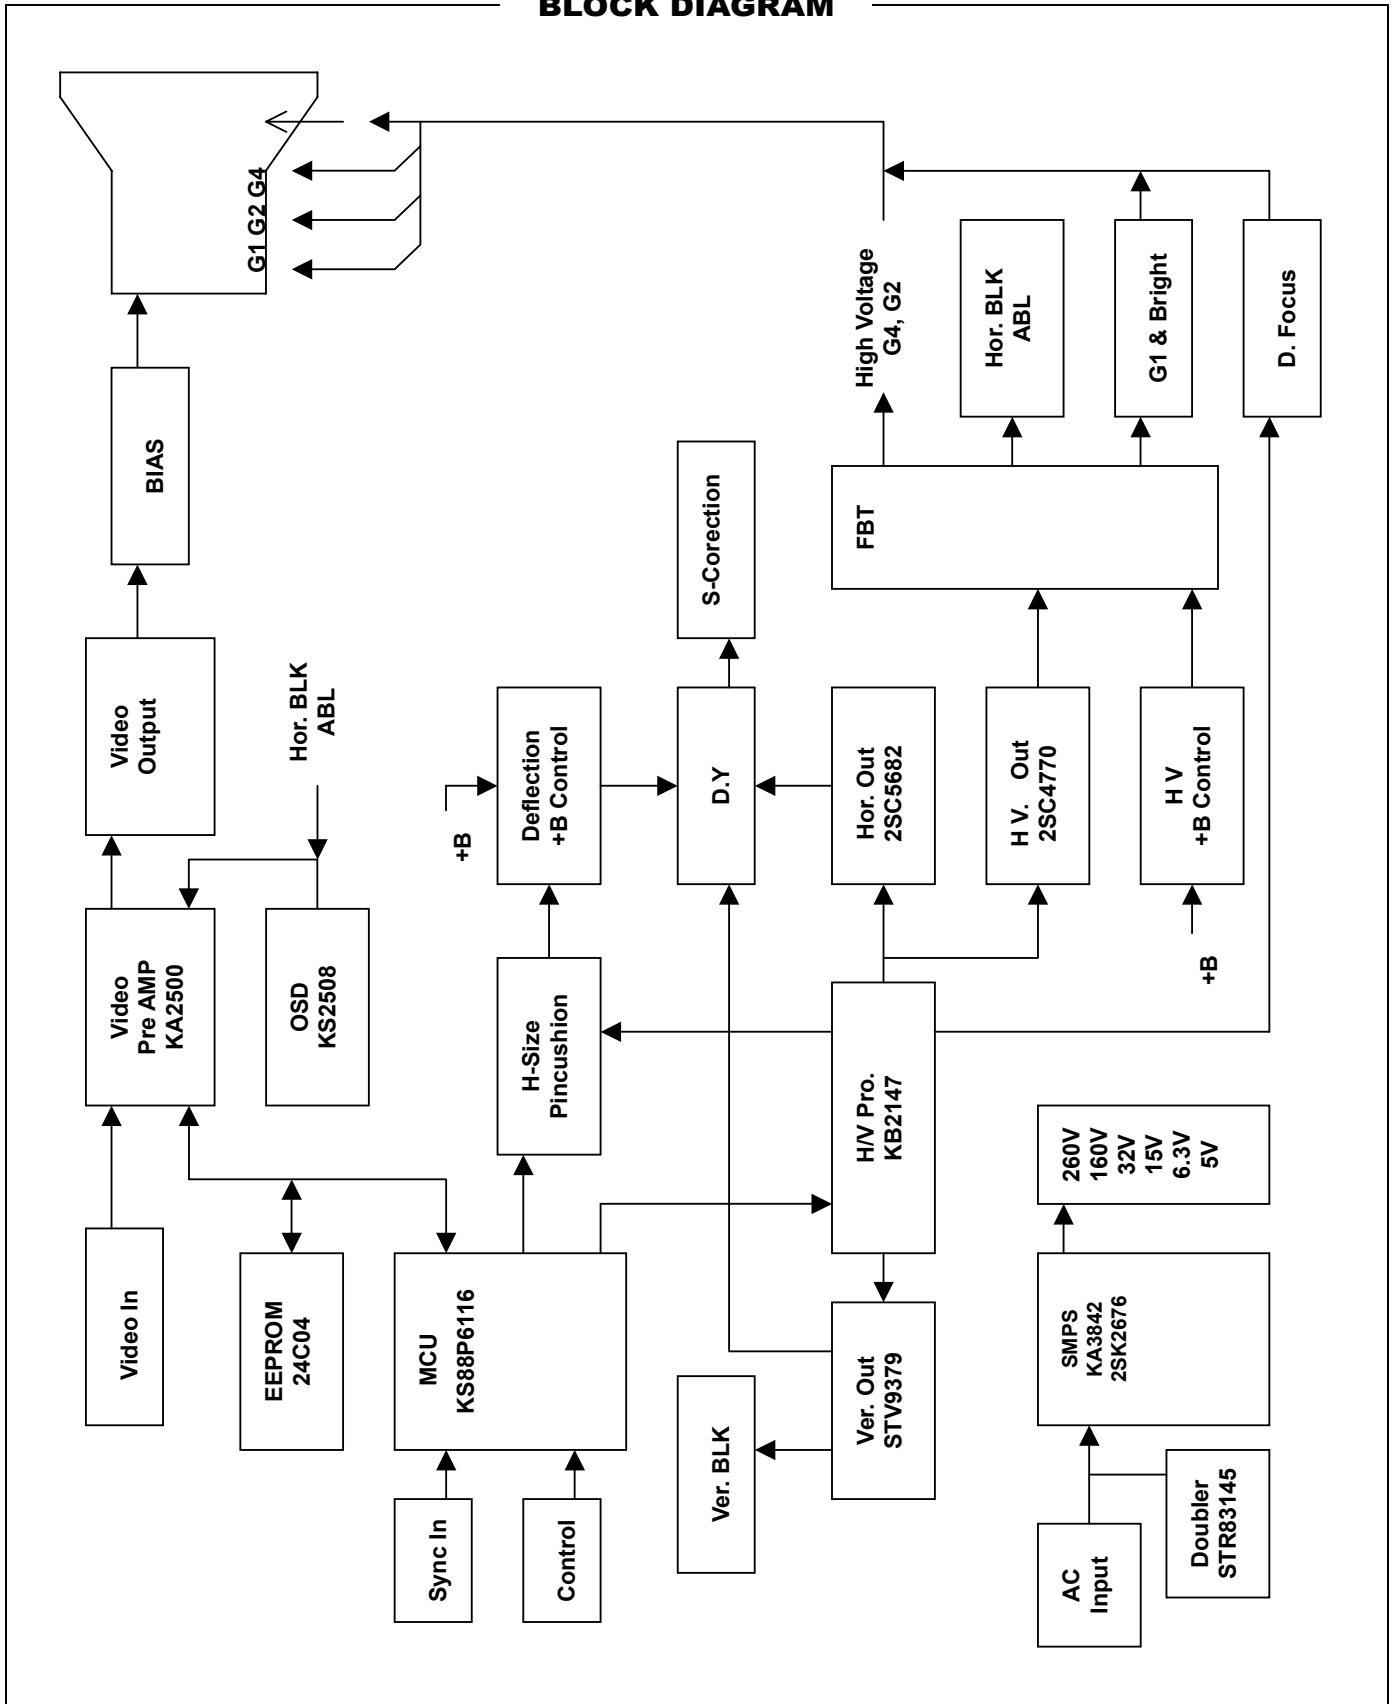 BLOCK DIAGRAM
G1 G2 G4
BIAS
Video
Output
Hor. BLK
ABL
Video
Pre AMP
KA2500
OSD
KS2508
Video In
EEPROM
24C04
MCU
KS88P6116
Sync In
Control
H-Size
Pincushion
+B
Deflection
+B Control
S-Corection
D.Y
Hor. Out
2SC5682
H V. Out
2SC4770
H V
+B Control
+B
FBT
High Voltage
G4, G2
Hor. BLK
ABL
G1 & Bright
D. Focus
H/V Pro.
KB2147
Ver. Out
STV9379
Ver. BLK
260V
160V
32V
15V
6.3V
5V
SMPS
KA3842
2SK2676
AC
Input
Doubler
STR83145